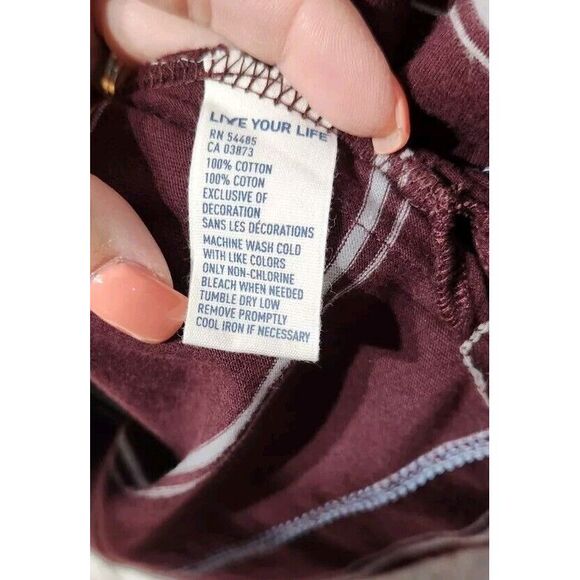 LIVE YOUR LIFE
RN 54485
CA 03873
100% COTTON
100% COTON
EXCLUSIVE OF
DECORATION
SANS LES DÉCORATIONS
MACHINE WASH COLD
WITH LIKE COLORS
ONLY NON-CHLORINE
BLEACH WHEN NEEDED
TUMBLE DRY LOW
REMOVE PROMPTLY
COOL IRON IF NECESSARY